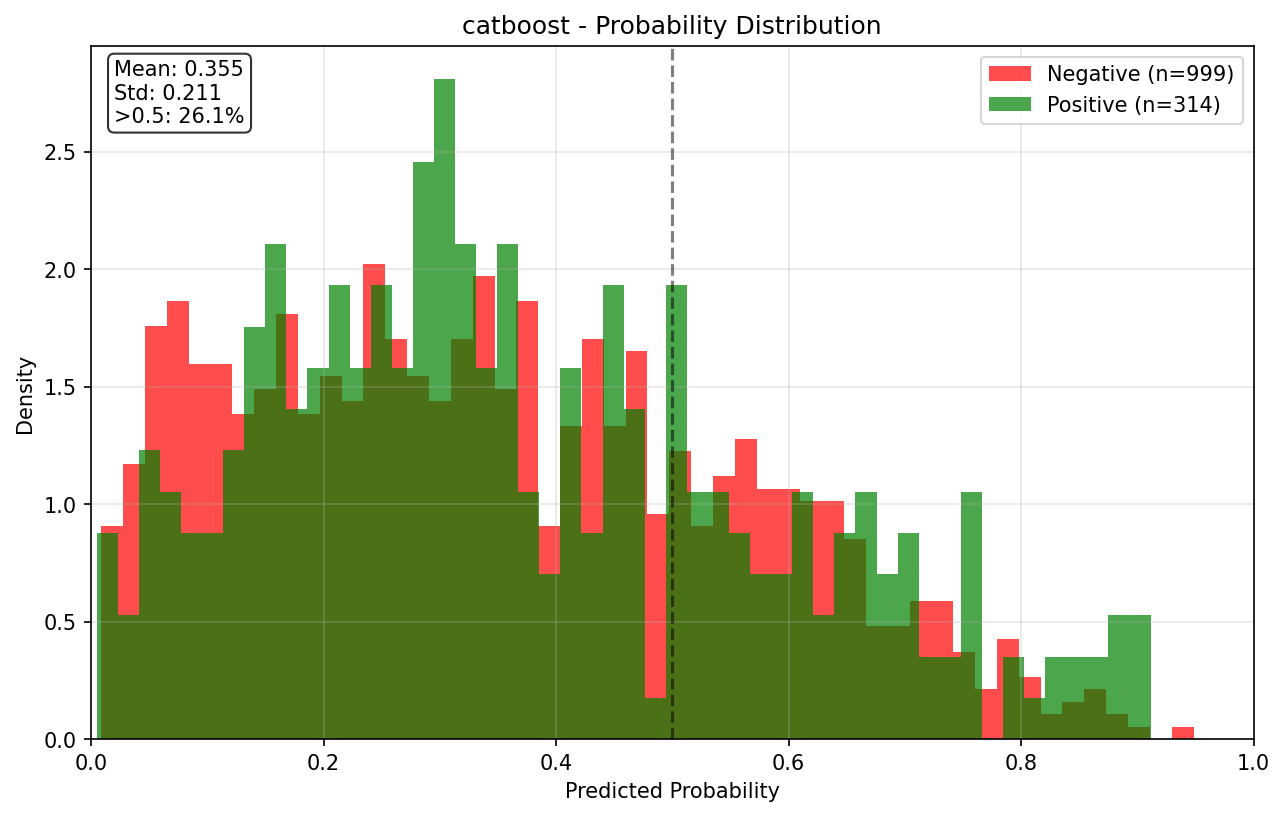 catboost - Probability Distribution
Mean: 0.355
Std: 0.211
>0.5: 26.1%
Negative (n=999)
Positive (n=314)
Density
2.5
2.0
1.5
1.0
0.5
0.0
0.0 0.2 0.4 0.6 0.8 1.0
Predicted Probability